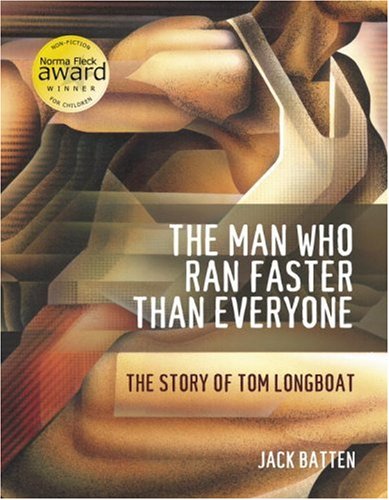 NON-FICTION
Norma Fleck
award
WINNER
FOR CHILDREN
THE MAN WHO
RAN FASTER
THAN EVERYONE
THE STORY OF TOM LONGBOAT
JACK BATTEN